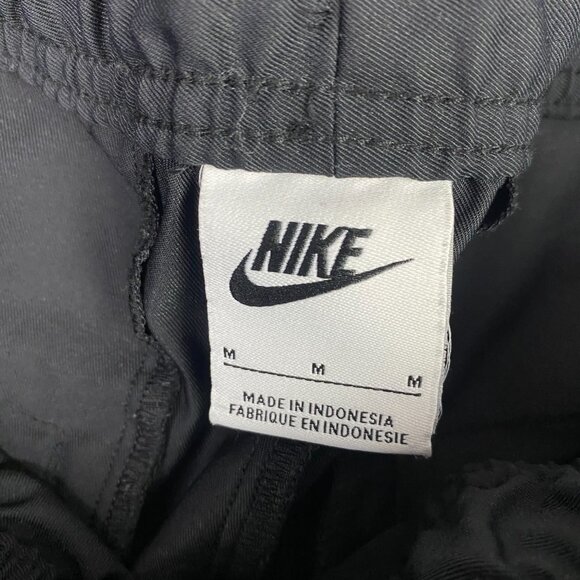 NIKE
M M M
MADE IN INDONESIA
FABRIQUE EN INDONESIE